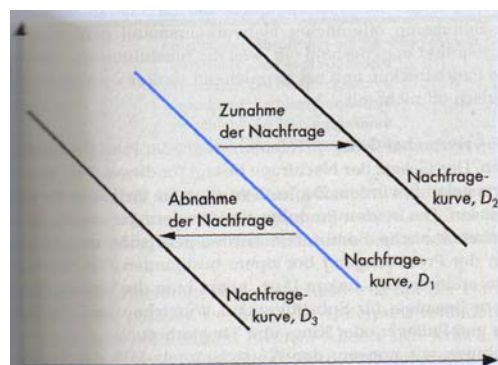 Zunahme
der Nachfrage
Abnahme
der Nachfrage
Nachfrage-
kurve, D2
Nachfrage-
kurve, D1
Nachfrage-
kurve, D3